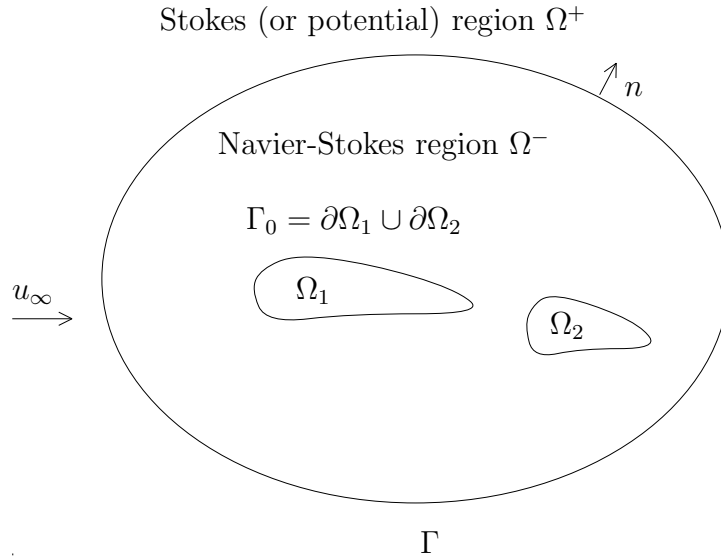 Stokes (or potential) region Ω⁺
n
Navier-Stokes region Ω⁻
Γ₀ = ∂Ω₁ ∪ ∂Ω₂
u∞
Ω₁
Ω₂
Γ